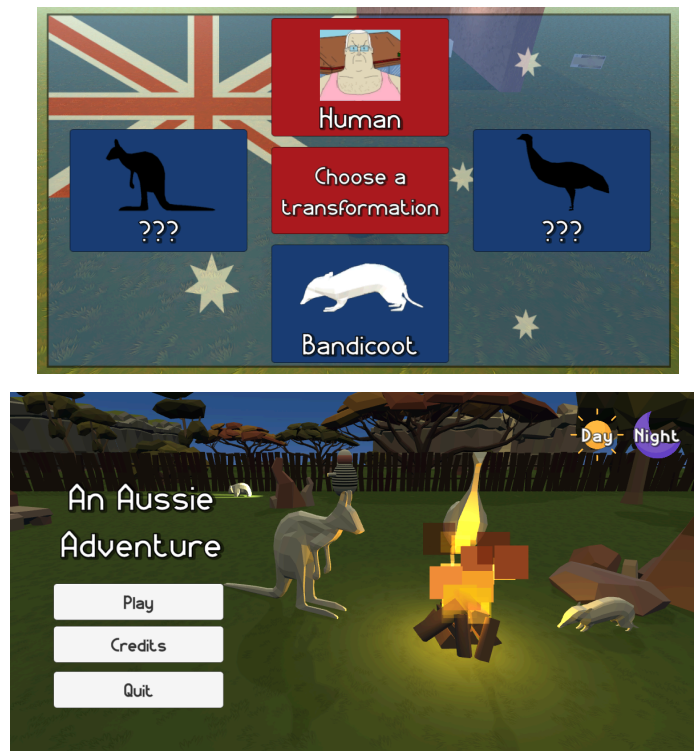 Human
Choose a
transformation
???
???
Bandicoot
Day
Night
An Aussie
Adventure
Play
Credits
Quit